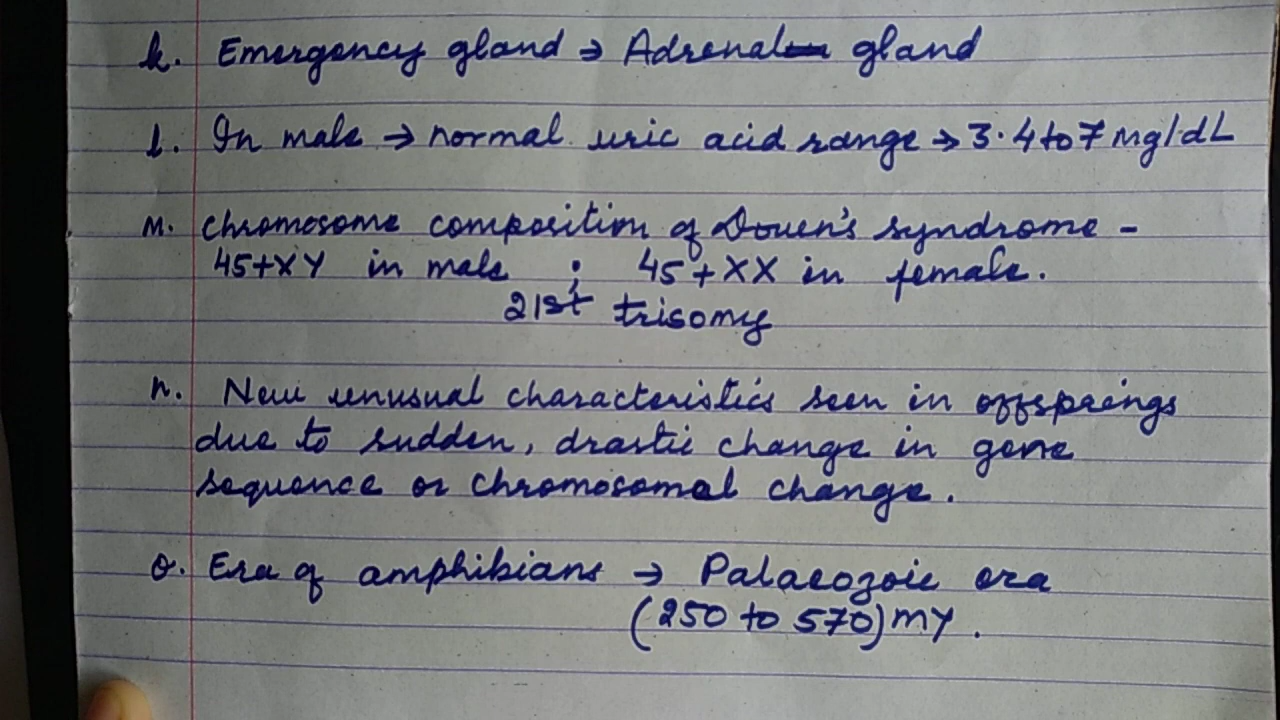 k. Emergency gland → Adrenal gland
l. In male → normal uric acid range → 3.4 to 7 mg/dL
M. Chromosome composition of Down's syndrome -
45+XY in male ; 45+XX in female.
21st trisomy
n. New unusual characteristics seen in offsprings
due to sudden, drastic change in gene
sequence or chromosomal change.
o. Era of amphibians → Palaeozoic era
(250 to 570) MY.